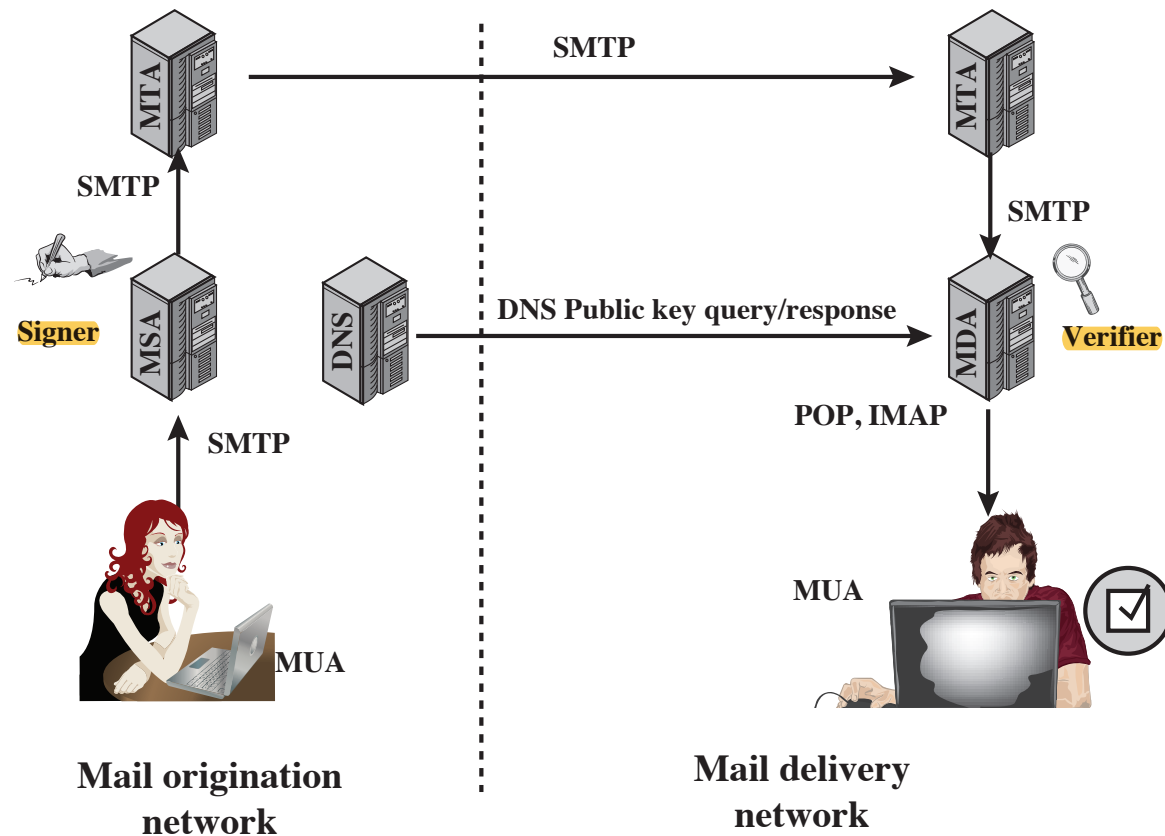 SMTP
MTA
MTA
SMTP
SMTP
Signer
MSA
DNS
DNS Public key query/response
MDA
Verifier
POP, IMAP
SMTP
MUA
MUA
Mail origination
network
Mail delivery
network